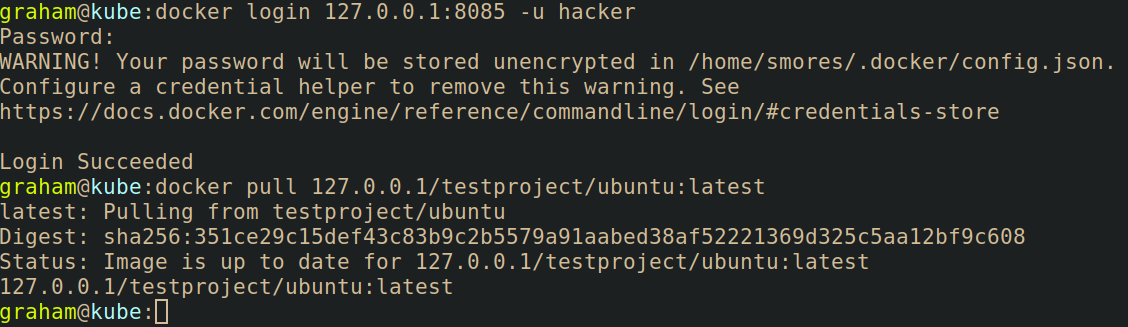 graham@kube:docker login 127.0.0.1:8085 -u hacker
Password:
WARNING! Your password will be stored unencrypted in /home/smores/.docker/config.json.
Configure a credential helper to remove this warning. See
https://docs.docker.com/engine/reference/commandline/login/#credentials-store

Login Succeeded
graham@kube:docker pull 127.0.0.1/testproject/ubuntu:latest
latest: Pulling from testproject/ubuntu
Digest: sha256:351ce29c15def43c83b9c2b5579a91aabed38af52221369d325c5aa12bf9c608
Status: Image is up to date for 127.0.0.1/testproject/ubuntu:latest
127.0.0.1/testproject/ubuntu:latest
graham@kube: